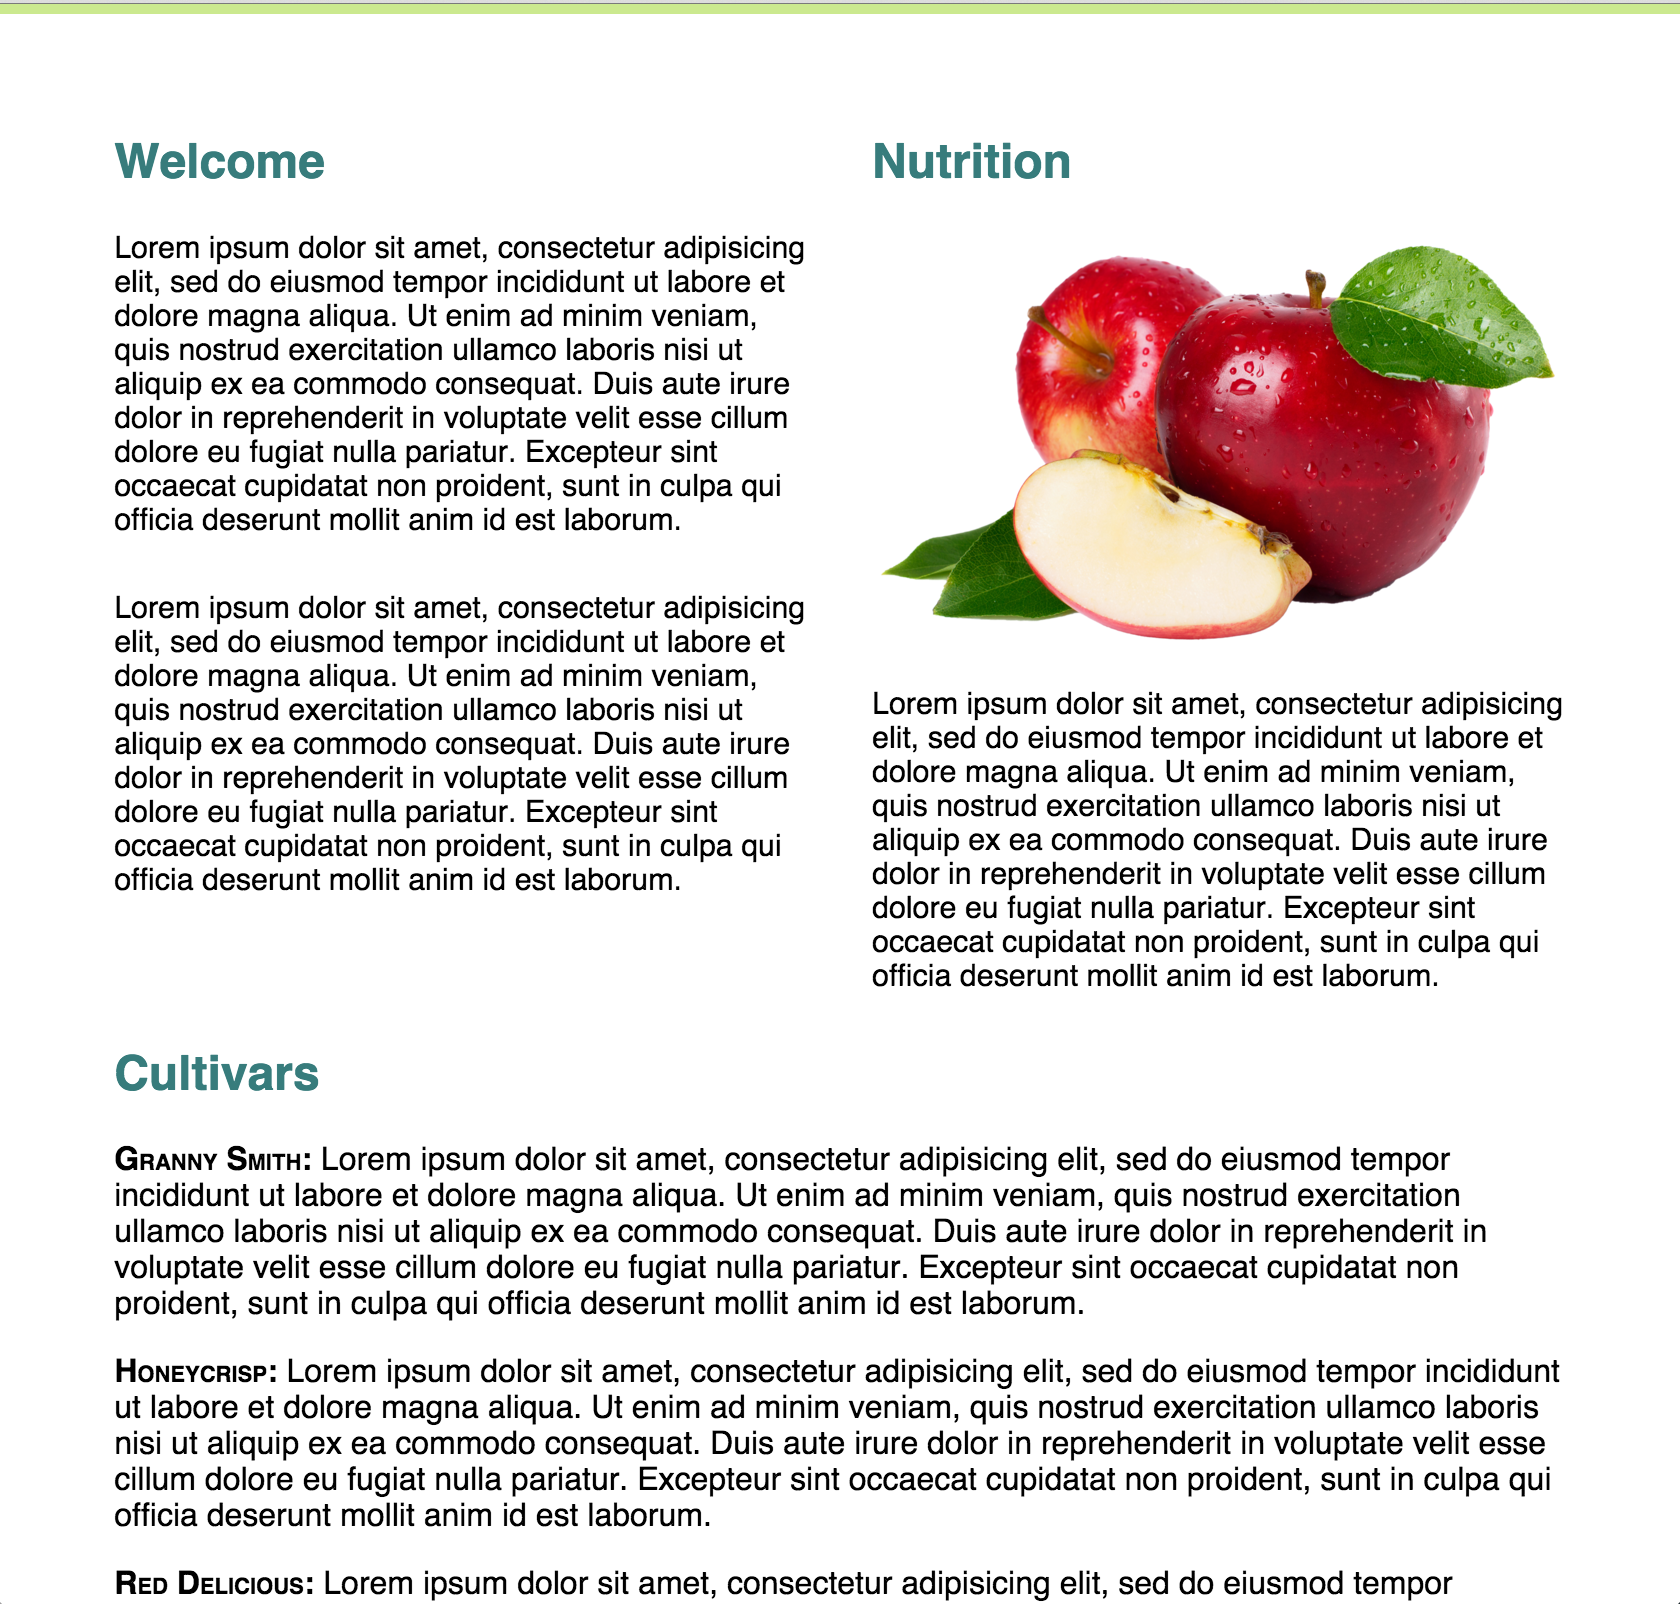 Welcome
Lorem ipsum dolor sit amet, consectetur adipisicing
elit, sed do eiusmod tempor incididunt ut labore et
dolore magna aliqua. Ut enim ad minim veniam,
quis nostrud exercitation ullamco laboris nisi ut
aliquip ex ea commodo consequat. Duis aute irure
dolor in reprehenderit in voluptate velit esse cillum
dolore eu fugiat nulla pariatur. Excepteur sint
occaecat cupidatat non proident, sunt in culpa qui
officia deserunt mollit anim id est laborum.
Lorem ipsum dolor sit amet, consectetur adipisicing
elit, sed do eiusmod tempor incididunt ut labore et
dolore magna aliqua. Ut enim ad minim veniam,
quis nostrud exercitation ullamco laboris nisi ut
aliquip ex ea commodo consequat. Duis aute irure
dolor in reprehenderit in voluptate velit esse cillum
dolore eu fugiat nulla pariatur. Excepteur sint
occaecat cupidatat non proident, sunt in culpa qui
officia deserunt mollit anim id est laborum.
Nutrition
Lorem ipsum dolor sit amet, consectetur adipisicing
elit, sed do eiusmod tempor incididunt ut labore et
dolore magna aliqua. Ut enim ad minim veniam,
quis nostrud exercitation ullamco laboris nisi ut
aliquip ex ea commodo consequat. Duis aute irure
dolor in reprehenderit in voluptate velit esse cillum
dolore eu fugiat nulla pariatur. Excepteur sint
occaecat cupidatat non proident, sunt in culpa qui
officia deserunt mollit anim id est laborum.
Cultivars
Granny Smith: Lorem ipsum dolor sit amet, consectetur adipisicing elit, sed do eiusmod tempor
incididunt ut labore et dolore magna aliqua. Ut enim ad minim veniam, quis nostrud exercitation
ullamco laboris nisi ut aliquip ex ea commodo consequat. Duis aute irure dolor in reprehenderit in
voluptate velit esse cillum dolore eu fugiat nulla pariatur. Excepteur sint occaecat cupidatat non
proident, sunt in culpa qui officia deserunt mollit anim id est laborum.
Honeycrisp: Lorem ipsum dolor sit amet, consectetur adipisicing elit, sed do eiusmod tempor incididunt
ut labore et dolore magna aliqua. Ut enim ad minim veniam, quis nostrud exercitation ullamco laboris
nisi ut aliquip ex ea commodo consequat. Duis aute irure dolor in reprehenderit in voluptate velit esse
cillum dolore eu fugiat nulla pariatur. Excepteur sint occaecat cupidatat non proident, sunt in culpa qui
officia deserunt mollit anim id est laborum.
Red Delicious: Lorem ipsum dolor sit amet, consectetur adipisicing elit, sed do eiusmod tempor